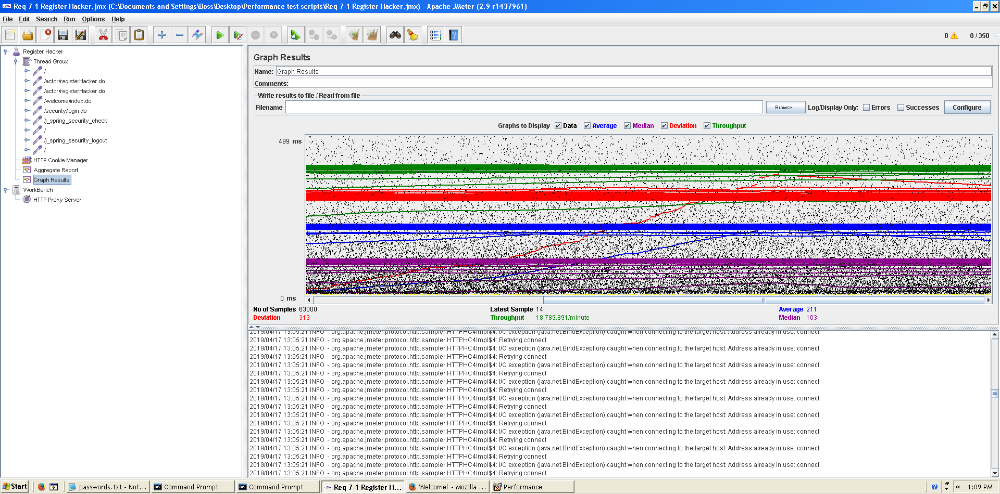 Req 7-1 Register Hacker.jmx (C:\Documents and Settings\Boss\Desktop\Performance test scripts\Req 7-1 Register Hacker.jmx) - Apache JMeter (2.9 r1437961)
File Edit Search Run Options Help
0 0 / 350
Register Hacker
Thread Group
/
/actor/registerHacker.do
/actor/registerHacker.do
/welcome/index.do
/security/login.do
/j_spring_security_check
/
/j_spring_security_logout
/
HTTP Cookie Manager
Aggregate Report
Graph Results
WorkBench
HTTP Proxy Server
Graph Results
Name: Graph Results
Comments:
Write results to file / Read from file
Filename Browse... Log/Display Only: Errors Successes Configure
Graphs to Display Data Average Median Deviation Throughput
499 ms
0 ms
No of Samples 63000 Latest Sample 14 Average 211
Deviation 313 Throughput 18,789.891/minute Median 103
2019/04/17 13:05:21 INFO - org.apache.jmeter.protocol.http.sampler.HTTPHC4Impl$4: I/O exception (java.net.BindException) caught when connecting to the target host: Address already in use: connect
2019/04/17 13:05:21 INFO - org.apache.jmeter.protocol.http.sampler.HTTPHC4Impl$4: Retrying connect
2019/04/17 13:05:21 INFO - org.apache.jmeter.protocol.http.sampler.HTTPHC4Impl$4: I/O exception (java.net.BindException) caught when connecting to the target host: Address already in use: connect
2019/04/17 13:05:21 INFO - org.apache.jmeter.protocol.http.sampler.HTTPHC4Impl$4: Retrying connect
2019/04/17 13:05:21 INFO - org.apache.jmeter.protocol.http.sampler.HTTPHC4Impl$4: I/O exception (java.net.BindException) caught when connecting to the target host: Address already in use: connect
2019/04/17 13:05:21 INFO - org.apache.jmeter.protocol.http.sampler.HTTPHC4Impl$4: Retrying connect
2019/04/17 13:05:21 INFO - org.apache.jmeter.protocol.http.sampler.HTTPHC4Impl$4: I/O exception (java.net.BindException) caught when connecting to the target host: Address already in use: connect
2019/04/17 13:05:21 INFO - org.apache.jmeter.protocol.http.sampler.HTTPHC4Impl$4: Retrying connect
2019/04/17 13:05:21 INFO - org.apache.jmeter.protocol.http.sampler.HTTPHC4Impl$4: I/O exception (java.net.BindException) caught when connecting to the target host: Address already in use: connect
2019/04/17 13:05:21 INFO - org.apache.jmeter.protocol.http.sampler.HTTPHC4Impl$4: Retrying connect
2019/04/17 13:05:21 INFO - org.apache.jmeter.protocol.http.sampler.HTTPHC4Impl$4: I/O exception (java.net.BindException) caught when connecting to the target host: Address already in use: connect
2019/04/17 13:05:21 INFO - org.apache.jmeter.protocol.http.sampler.HTTPHC4Impl$4: Retrying connect
2019/04/17 13:05:21 INFO - org.apache.jmeter.protocol.http.sampler.HTTPHC4Impl$4: I/O exception (java.net.BindException) caught when connecting to the target host: Address already in use: connect
2019/04/17 13:05:21 INFO - org.apache.jmeter.protocol.http.sampler.HTTPHC4Impl$4: Retrying connect
2019/04/17 13:05:21 INFO - org.apache.jmeter.protocol.http.sampler.HTTPHC4Impl$4: I/O exception (java.net.BindException) caught when connecting to the target host: Address already in use: connect
2019/04/17 13:05:21 INFO - org.apache.jmeter.protocol.http.sampler.HTTPHC4Impl$4: Retrying connect
2019/04/17 13:05:21 INFO - org.apache.jmeter.protocol.http.sampler.HTTPHC4Impl$4: I/O exception (java.net.BindException) caught when connecting to the target host: Address already in use: connect
2019/04/17 13:05:21 INFO - org.apache.jmeter.protocol.http.sampler.HTTPHC4Impl$4: Retrying connect
Start passwords.txt - Not... Command Prompt Command Prompt Req 7-1 Register H... Welcome! - Mozilla ... Performance 1:09 PM